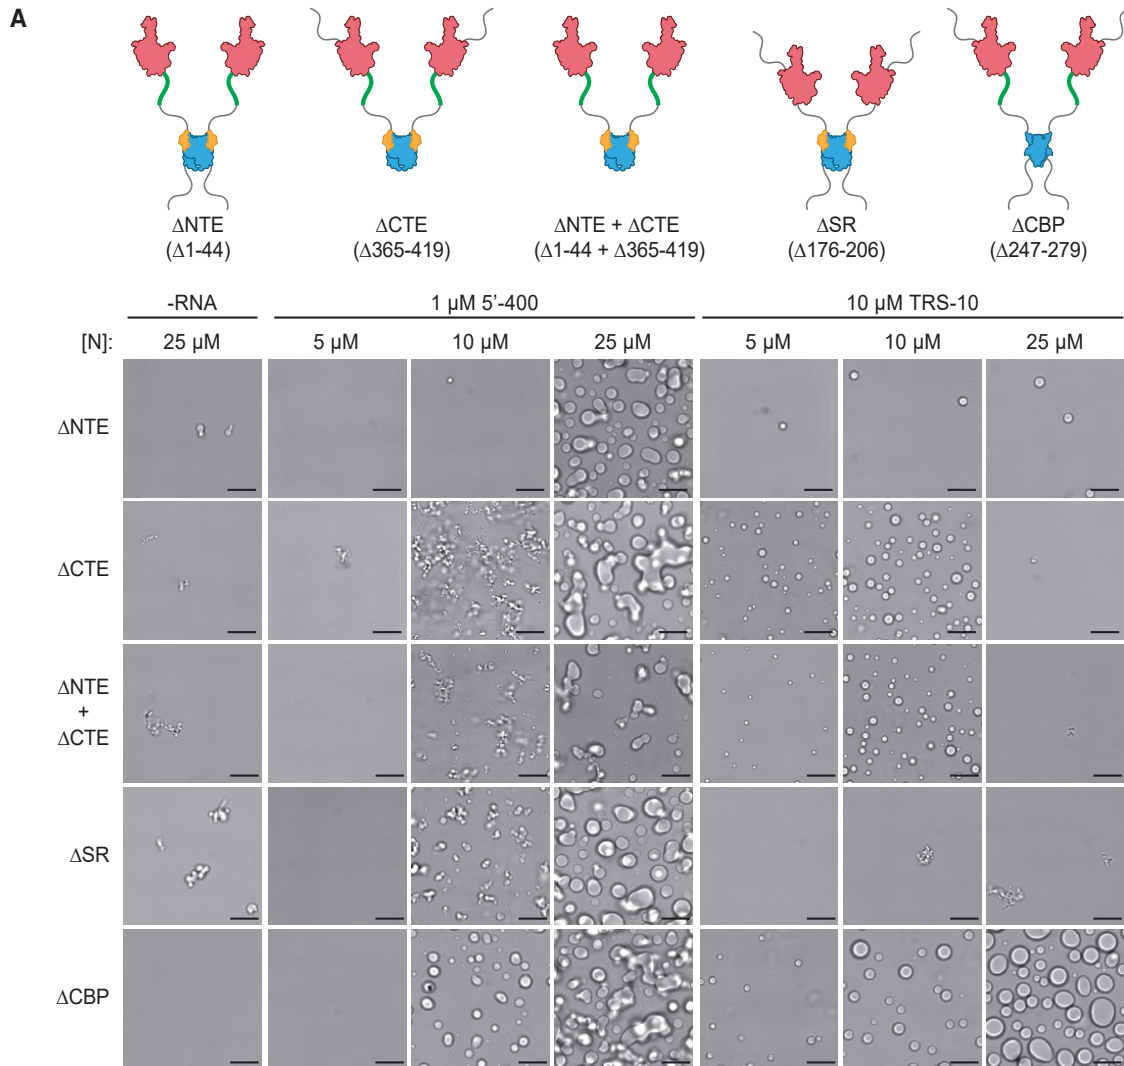 A
ΔNTE
(Δ1-44)
ΔCTE
(Δ365-419)
ΔNTE + ΔCTE
(Δ1-44 + Δ365-419)
ΔSR
(Δ176-206)
ΔCBP
(Δ247-279)
-RNA
1 μM 5’-400
10 μM TRS-10
[N]:
25 μM
5 μM
10 μM
25 μM
5 μM
10 μM
25 μM
ΔNTE
ΔCTE
ΔNTE
+
ΔCTE
ΔSR
ΔCBP